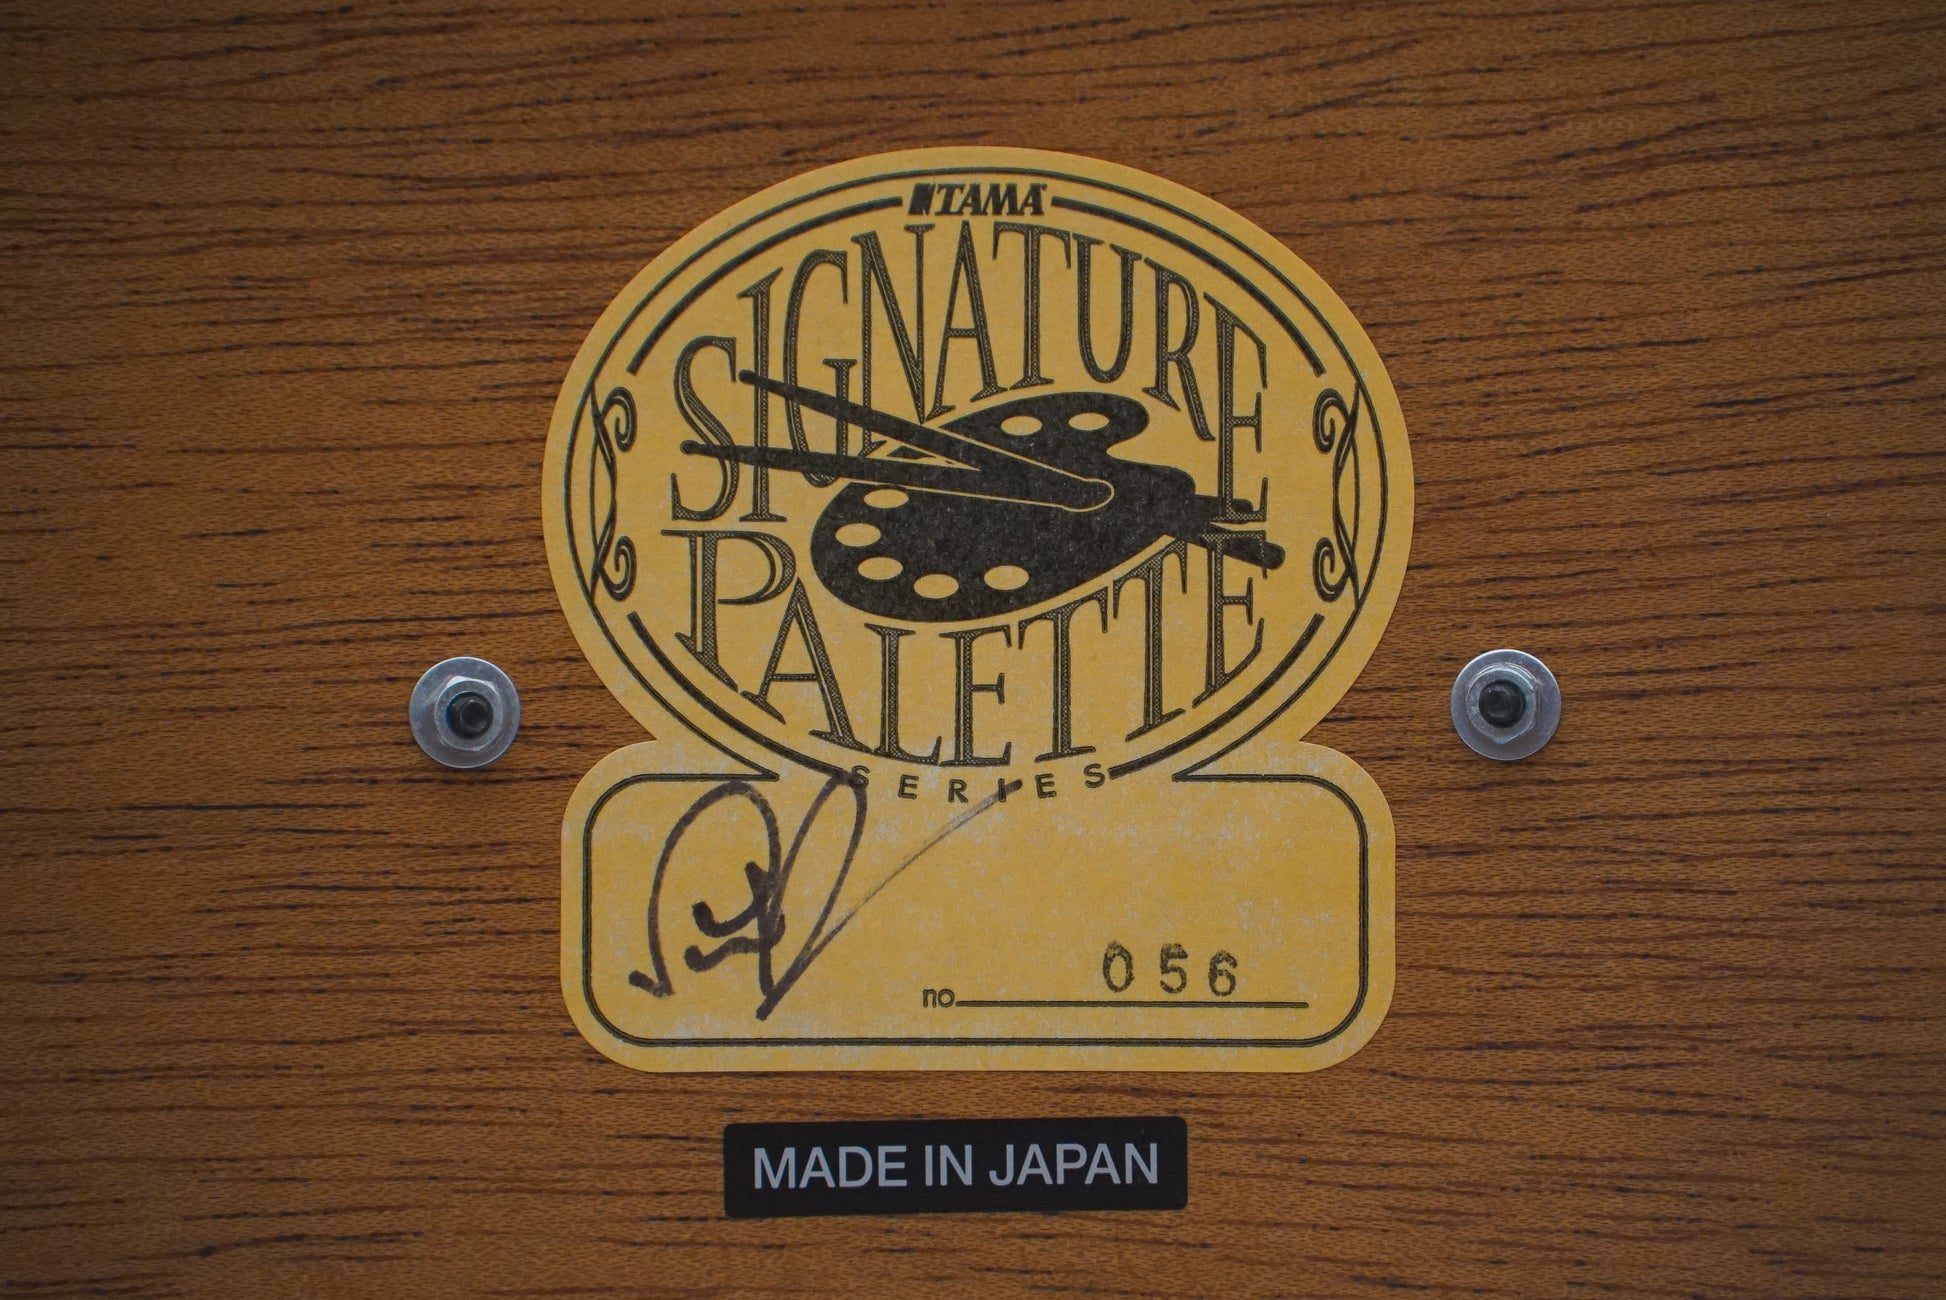 TAMA
SIGNATURE
PALETTE
SERIES
no 056
MADE IN JAPAN